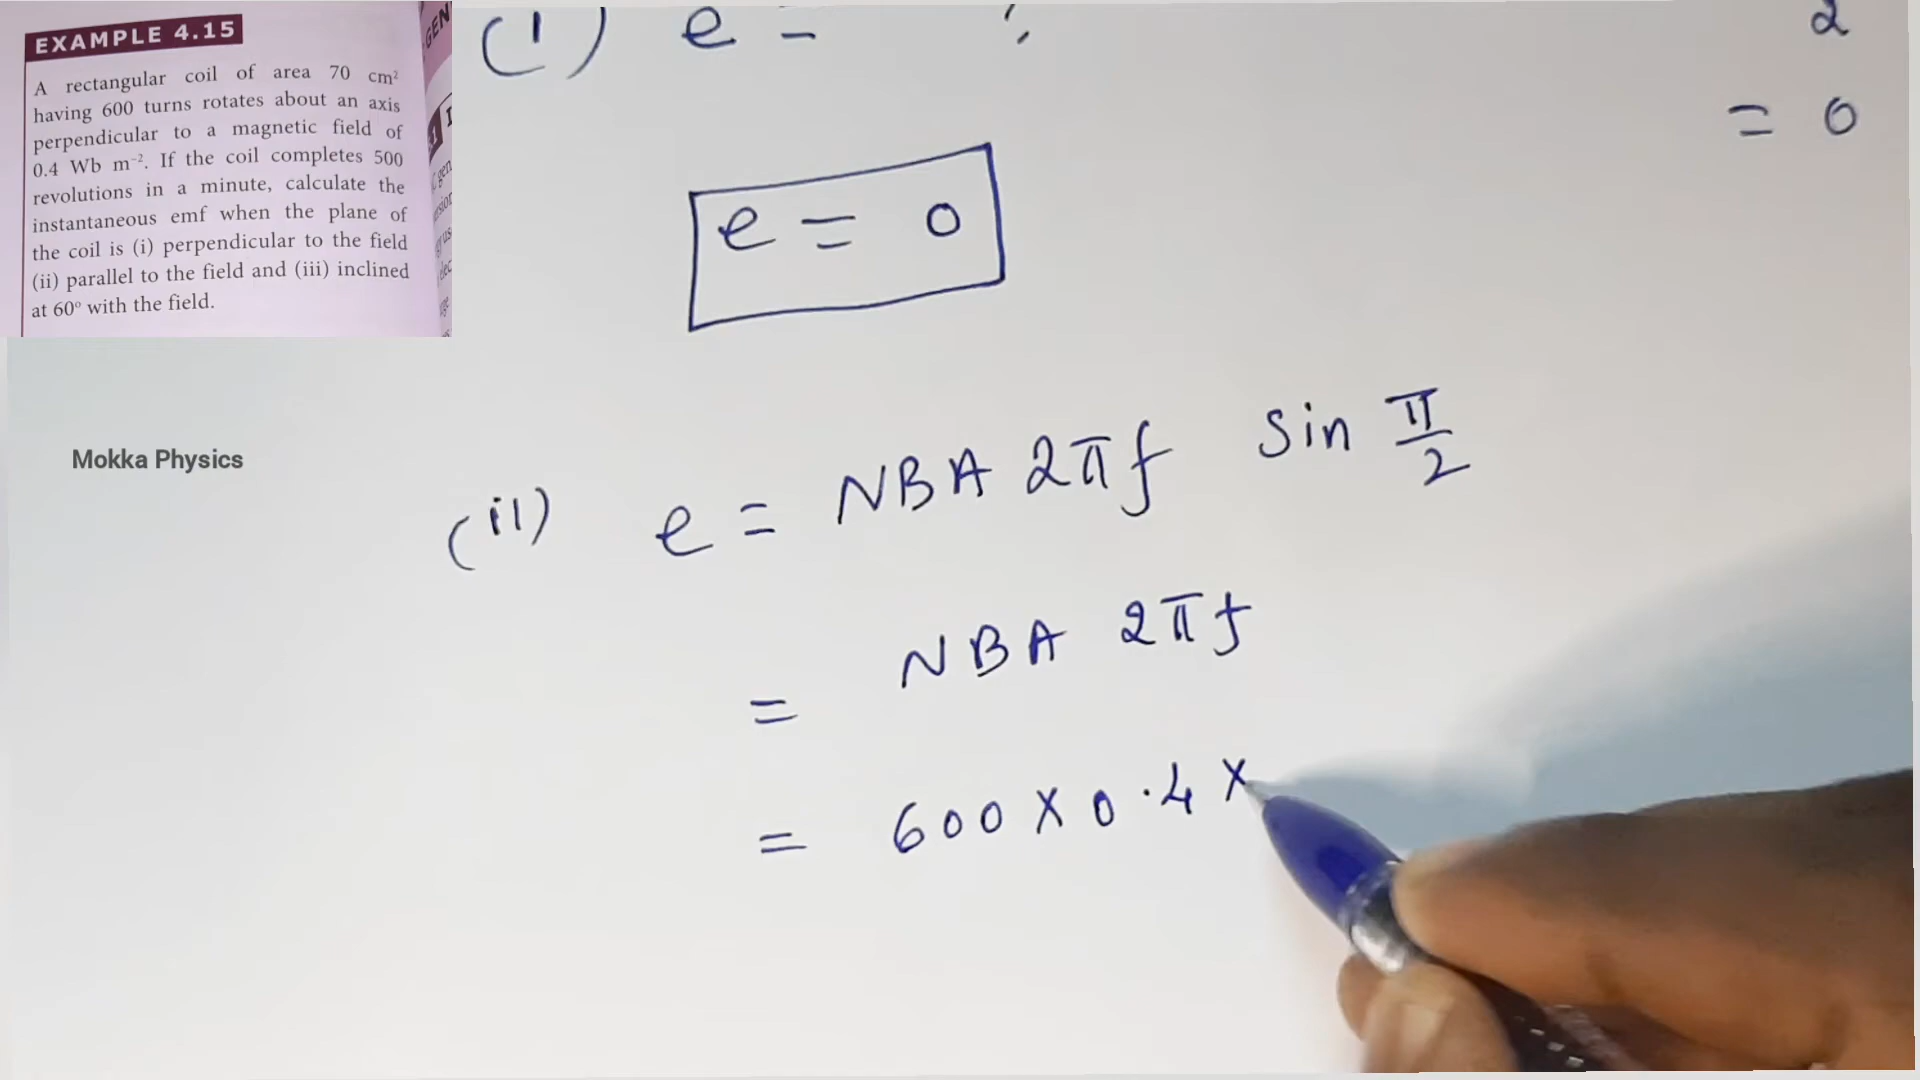 EXAMPLE 4.15
A rectangular coil of area 70 cm²
having 600 turns rotates about an axis
perpendicular to a magnetic field of
0.4 Wb m⁻². If the coil completes 500
revolutions in a minute, calculate the
instantaneous emf when the plane of
the coil is (i) perpendicular to the field
(ii) parallel to the field and (iii) inclined
at 60° with the field.
GEN
(i) e =
2
= 0
e = 0
Mokka Physics
(ii) e = NBA 2πf sin π/2
= NBA 2πf
= 600 × 0.4 ×